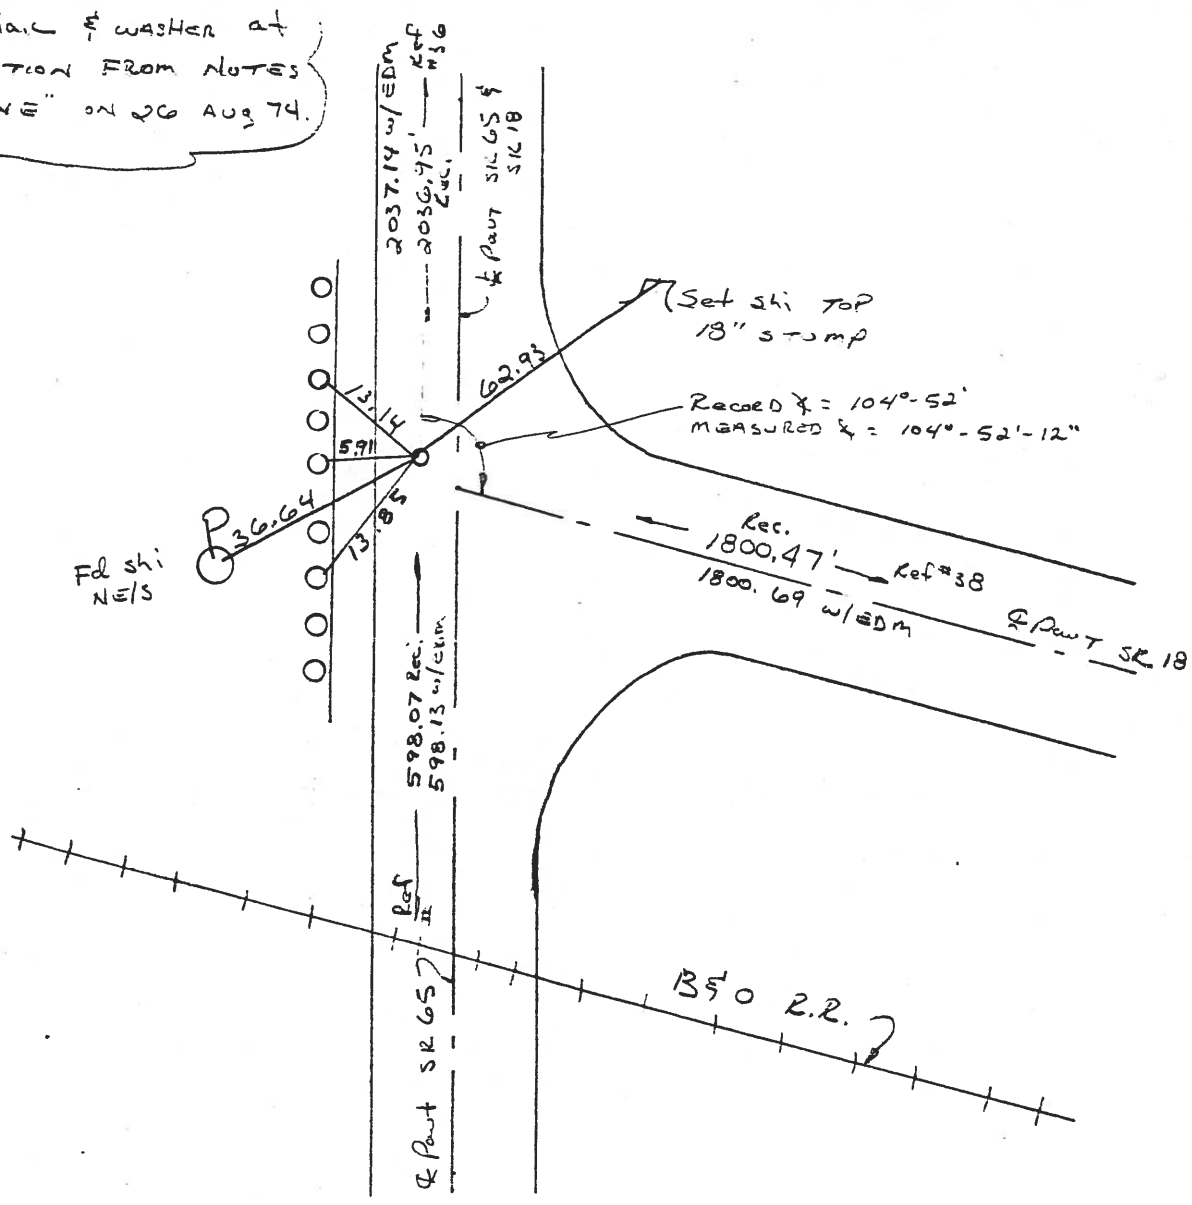 & WASHER at
TION FROM NOTES
NE" ON 26 Aug 74.
2037.14 w/EDM
2036.95' Rec.
Ref #36
℄ Pavt SR 65 &
SR 18
Set shi TOP
18" stump
62.93
13.14
5.91
36.64
13.85
P
Fd shi
NE/S
RECORD ∡ = 104°-52'
MEASURED ∡ = 104°-52'-12"
Rec.
1800.47'
Ref #38
1800.69 w/EDM
℄ Pavt SR 18
598.07 Rec.
598.13 w/
Ref
℄ Pavt SR 65
B & O R.R.